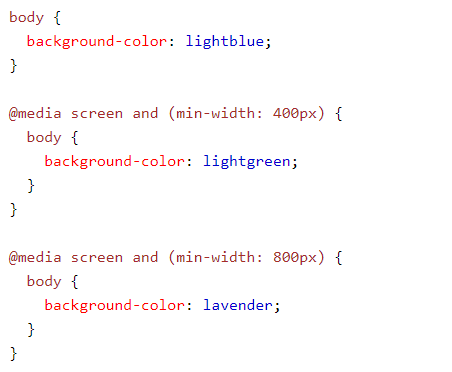 body {
  background-color: lightblue;
}

@media screen and (min-width: 400px) {
  body {
    background-color: lightgreen;
  }
}

@media screen and (min-width: 800px) {
  body {
    background-color: lavender;
  }
}